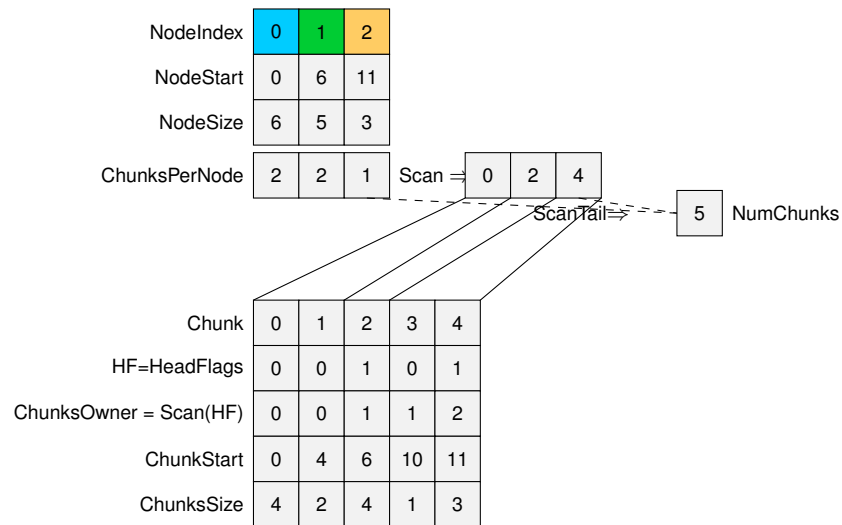 NodeIndex 0 1 2
NodeStart 0 6 11
NodeSize 6 5 3
ChunksPerNode 2 2 1 Scan ⇒ 0 2 4
ScanTail⇒ 5 NumChunks
Chunk 0 1 2 3 4
HF=HeadFlags 0 0 1 0 1
ChunksOwner = Scan(HF) 0 0 1 1 2
ChunkStart 0 4 6 10 11
ChunksSize 4 2 4 1 3